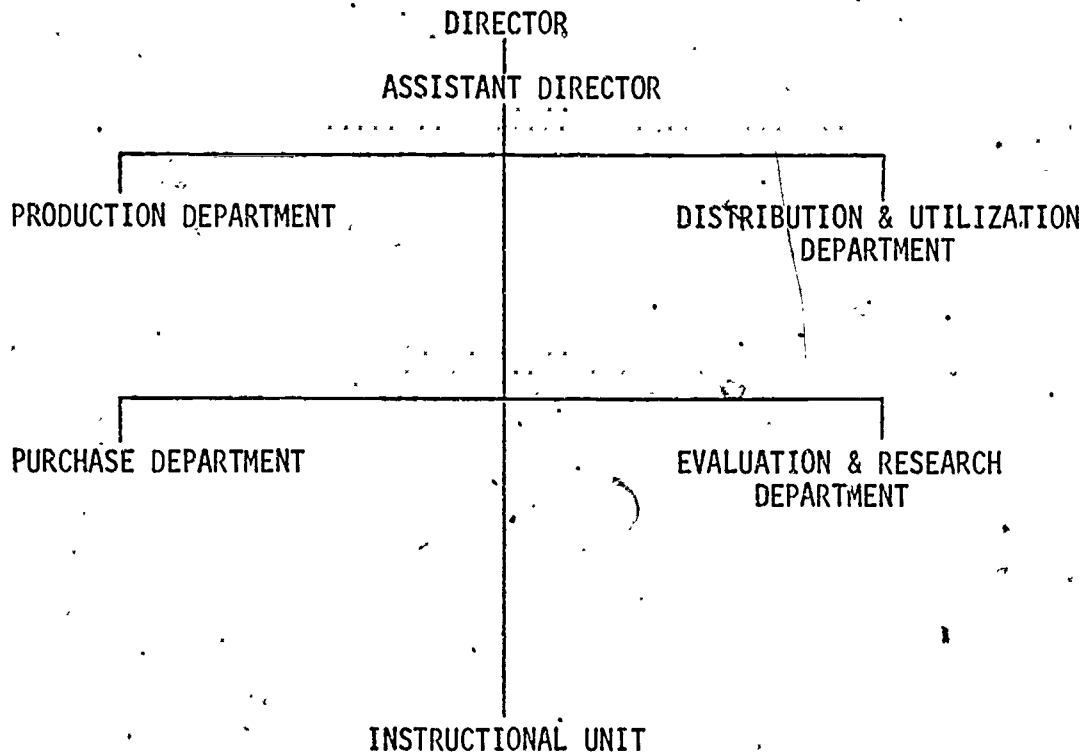 DIRECTOR
ASSISTANT DIRECTOR
PRODUCTION DEPARTMENT
DISTRIBUTION & UTILIZATION
DEPARTMENT
PURCHASE DEPARTMENT
EVALUATION & RESEARCH
DEPARTMENT
INSTRUCTIONAL UNIT